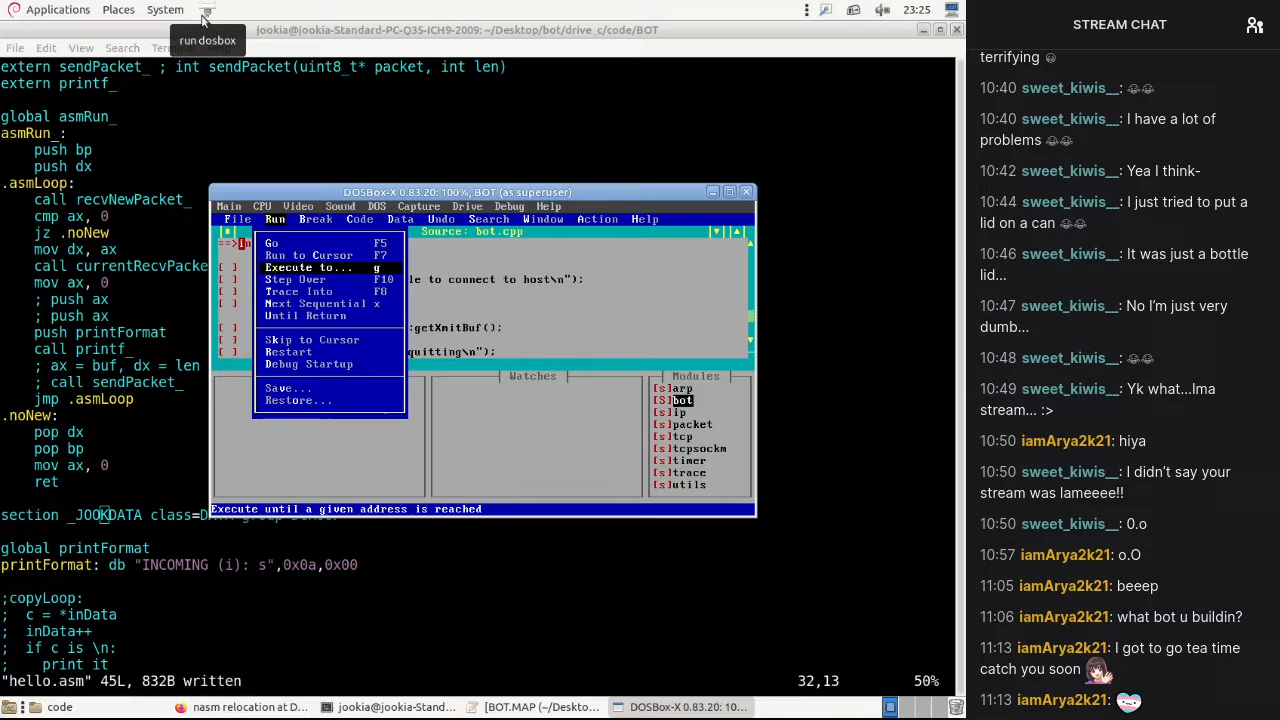 Applications Places System 23:25
run dosbox
jookia@jookia-Standard-PC-Q35-ICH9-2009: ~/Desktop/bot/drive_c/code/BOT
File Edit View Search
extern sendPacket_ ; int sendPacket(uint8_t* packet, int len)
extern printf_
global asmRun_
asmRun_:
push bp
push dx
.asmLoop:
call recvNewPacket_
cmp ax, 0
jz .noNew
mov dx, ax
call currentRecvPacke
mov ax, 0
; push ax
; push ax
push printFormat
call printf_
; ax = buf, dx = len
; call sendPacket_
jmp .asmLoop
.noNew:
pop dx
pop bp
mov ax, 0
ret
section _JOOKDATA class=
global printFormat
printFormat: db "INCOMING (i): s",0x0a,0x00
;copyLoop:
; c = *inData
; inData++
; if c is \n:
; print it
"hello.asm" 45L, 832B written 32,13 50%
DOSBox-X 0.83.20: 100%, BOT (as superuser)
Main CPU Video Sound DOS Capture Drive Debug Help
File Run Break Code Data Undo Search Window Action Help
Source: bot.cpp
==>in
Go F5
Run to Cursor F7
Execute to... g
Step Over F10
Trace Into F8
Next Sequential x
Until Return
Skip to Cursor
Restart
Debug Startup
Save...
Restore...
[ ]
[ ] le to connect to host\n");
[ ]
[ ]
[ ] :getXmitBuf();
[ ]
[ ] quitting\n");
Watches
Modules
[s]arp
[S]bot
[s]ip
[s]packet
[s]tcp
[s]tcpsockm
[s]timer
[s]trace
[s]utils
Execute until a given address is reached
code nasm relocation at D... jookia@jookia-Standard... [BOT.MAP (~/Deskto... DOSBox-X 0.83.20: 10...
STREAM CHAT
terrifying
10:40 sweet_kiwis__:
10:40 sweet_kiwis__: I have a lot of
problems
10:42 sweet_kiwis__: Yea I think-
10:44 sweet_kiwis__: I just tried to put a
lid on a can
10:46 sweet_kiwis__: It was just a bottle
lid...
10:47 sweet_kiwis__: No I'm just very
dumb...
10:48 sweet_kiwis__:
10:49 sweet_kiwis__: Yk what...Ima
stream... :>
10:50 iamArya2k21: hiya
10:50 sweet_kiwis__: I didn't say your
stream was lameeeee!!
10:50 sweet_kiwis__: 0.o
10:57 iamArya2k21: o.O
11:05 iamArya2k21: beeep
11:06 iamArya2k21: what bot u buildin?
11:13 iamArya2k21: I got to go tea time
catch you soon
11:13 iamArya2k21: